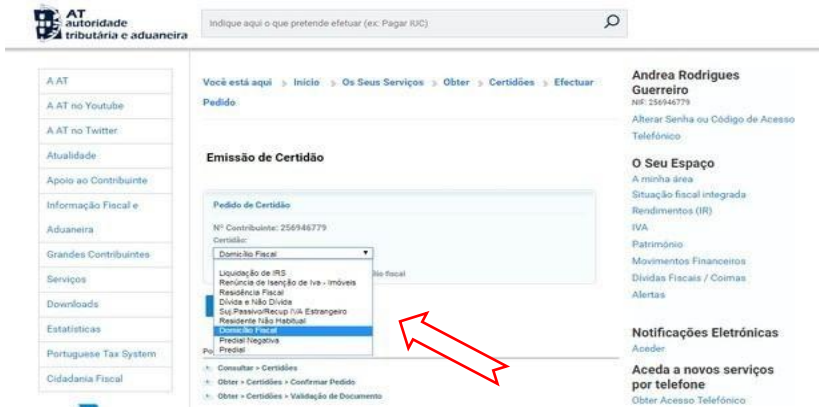 AT
autoridade
tributária e aduaneira
Indique aqui o que pretende efetuar (ex: Pagar IUC)
A AT
A AT no Youtube
A AT no Twitter
Atualidade
Apoio ao Contribuinte
Informação Fiscal e
Aduaneira
Grandes Contribuintes
Serviços
Downloads
Estatísticas
Portuguese Tax System
Cidadania Fiscal
Você está aqui > Início > Os Seus Serviços > Obter > Certidões > Efectuar
Pedido
Emissão de Certidão
Pedido de Certidão
Nº Contribuinte: 256946779
Certidão:
Domicílio Fiscal
Liquidação de IRS
Renúncia de Isenção de Iva - Imóveis
Residência Fiscal
Dívida e Não Dívida
Suj.Passivo/Recup IVA Estrangeiro
Residente Não Habitual
Domicílio Fiscal
Predial Negativa
Predial
fiscal
Consultar > Certidões
Obter > Certidões > Confirmar Pedido
Obter > Certidões > Validação de Documento
Andrea Rodrigues
Guerreiro
NIF: 256946779
Alterar Senha ou Código de Acesso
Telefónico
O Seu Espaço
A minha área
Situação fiscal integrada
Rendimentos (IR)
IVA
Património
Movimentos Financeiros
Dívidas Fiscais / Coimas
Alertas
Notificações Eletrónicas
Aceder
Aceda a novos serviços
por telefone
Obter Acesso Telefónico